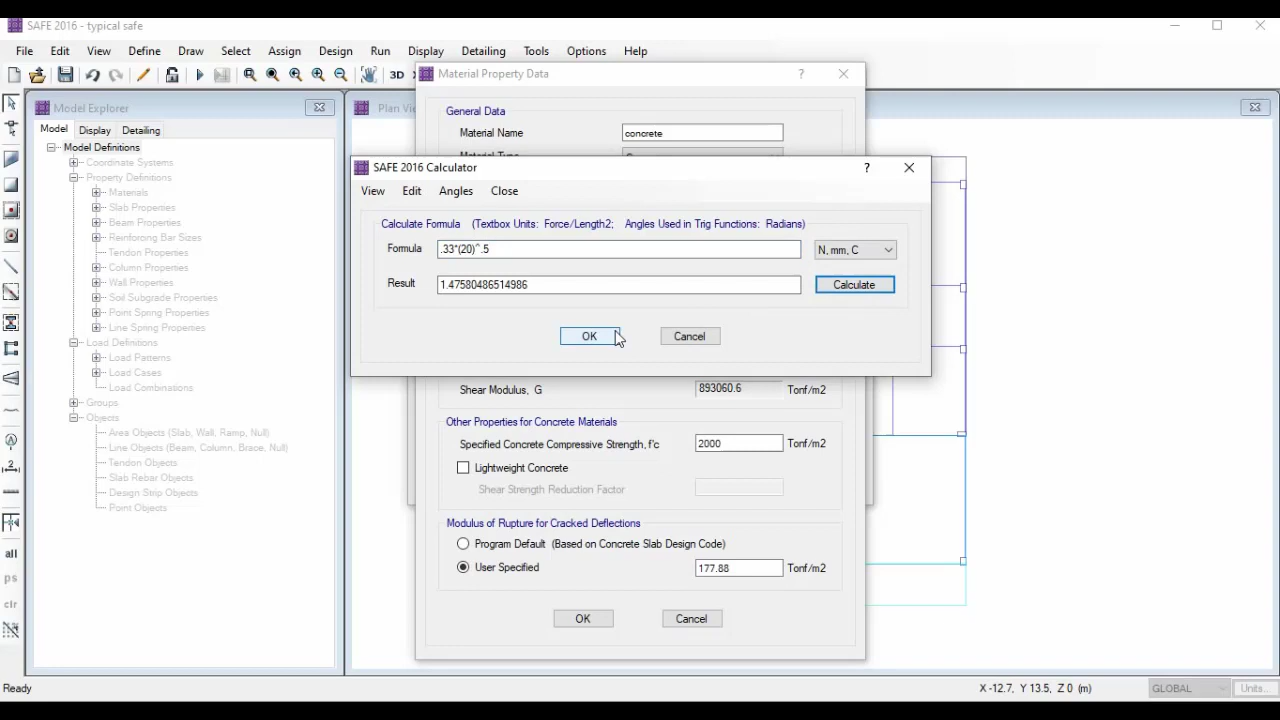 SAFE 2016 - typical safe
File Edit View Define Draw Select Assign Design Run Display Detailing Tools Options Help
3D
Model Explorer
Model Display Detailing
Model Definitions
Coordinate Systems
Property Definitions
Materials
Slab Properties
Beam Properties
Reinforcing Bar Sizes
Tendon Properties
Column Properties
Wall Properties
Soil Subgrade Properties
Point Spring Properties
Line Spring Properties
Load Definitions
Load Patterns
Load Cases
Load Combinations
Groups
Objects
Area Objects (Slab, Wall, Ramp, Null)
Line Objects (Beam, Column, Brace, Null)
Tendon Objects
Slab Rebar Objects
Design Strip Objects
Point Objects
all
ps
clr
Material Property Data
?
General Data
Material Name concrete
SAFE 2016 Calculator
?
View Edit Angles Close
Calculate Formula (Textbox Units: Force/Length2; Angles Used in Trig Functions: Radians)
Formula .33*(20)^.5 N, mm, C
Result 1.47580486514986 Calculate
OK Cancel
Shear Modulus, G 893060.6 Tonf/m2
Other Properties for Concrete Materials
Specified Concrete Compressive Strength, f'c 2000 Tonf/m2
Lightweight Concrete
Shear Strength Reduction Factor
Modulus of Rupture for Cracked Deflections
Program Default (Based on Concrete Slab Design Code)
User Specified 177.88 Tonf/m2
OK Cancel
Ready
X -12.7, Y 13.5, Z 0 (m) GLOBAL Units...